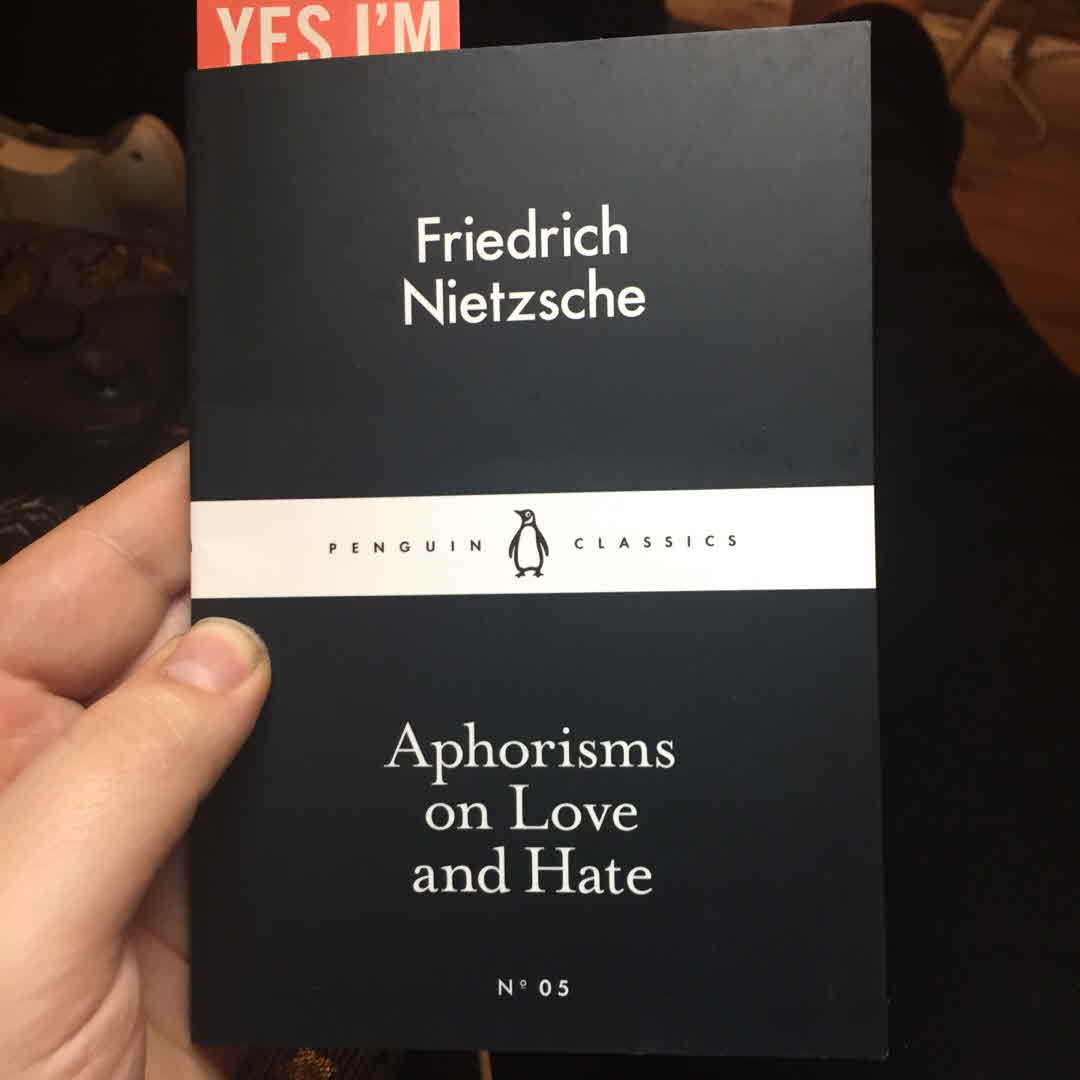 YES I'M
Friedrich
Nietzsche
PENGUIN CLASSICS
Aphorisms
on Love
and Hate
Nº 05